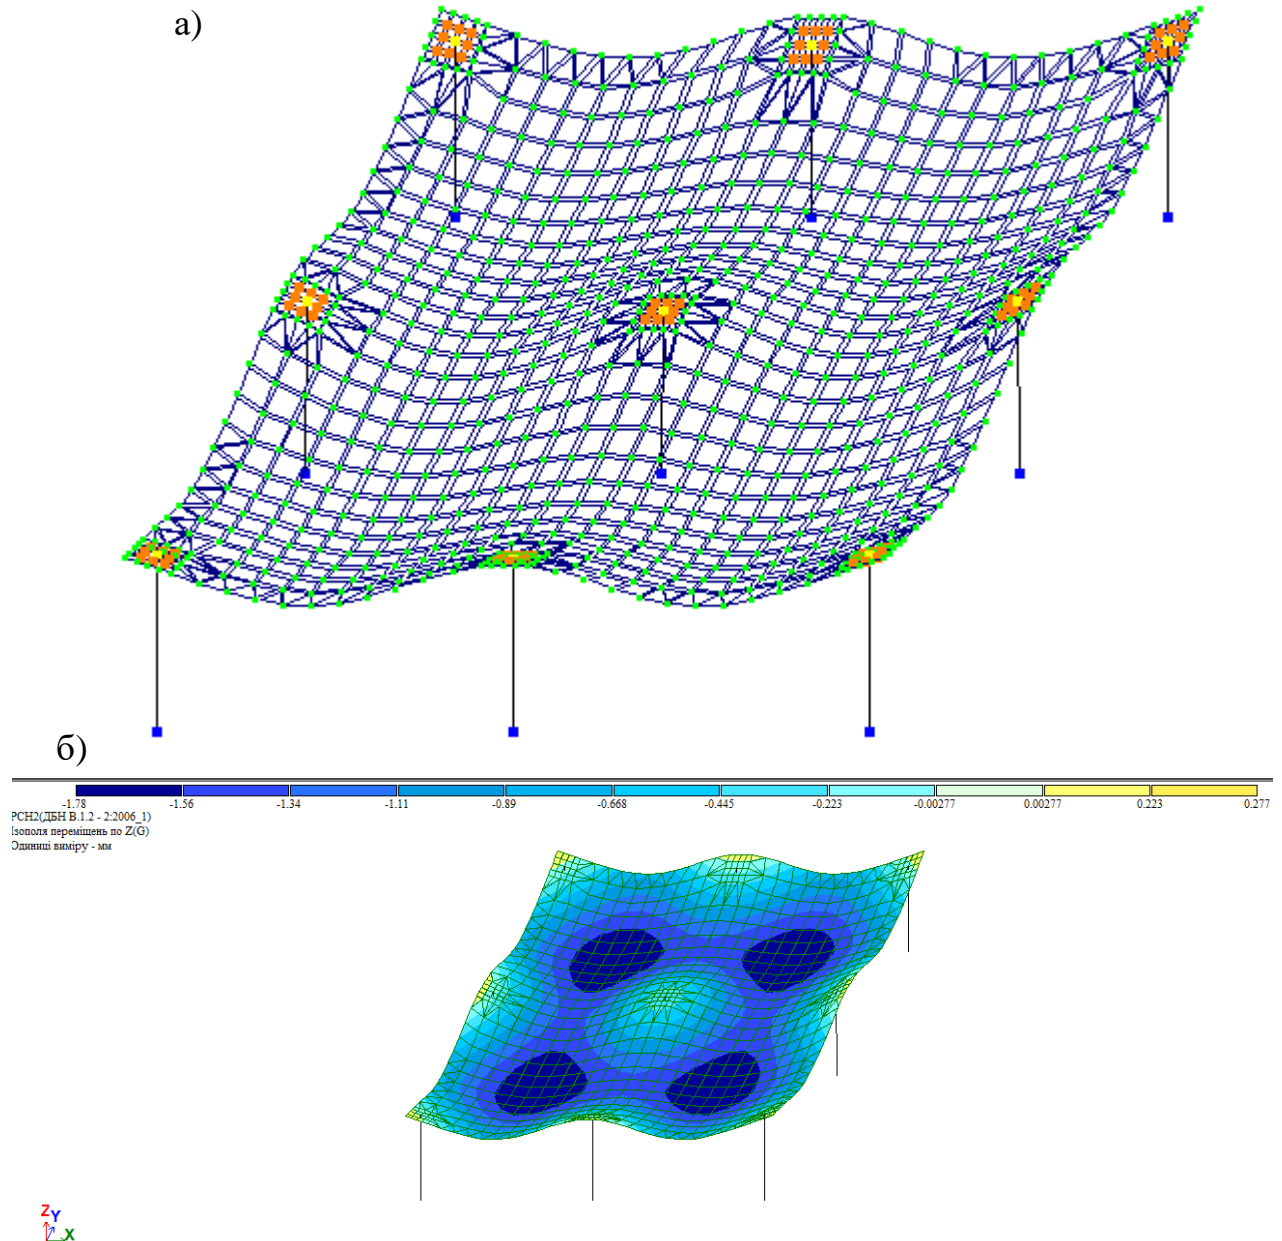 а)
б)
-1.78 -1.56 -1.34 -1.11 -0.89 -0.668 -0.445 -0.223 -0.00277 0.00277 0.223 0.277
РСН2(ДБН В.1.2 - 2:2006_1)
Ізополя переміщень по Z(G)
Одиниці виміру - мм
Z Y
X